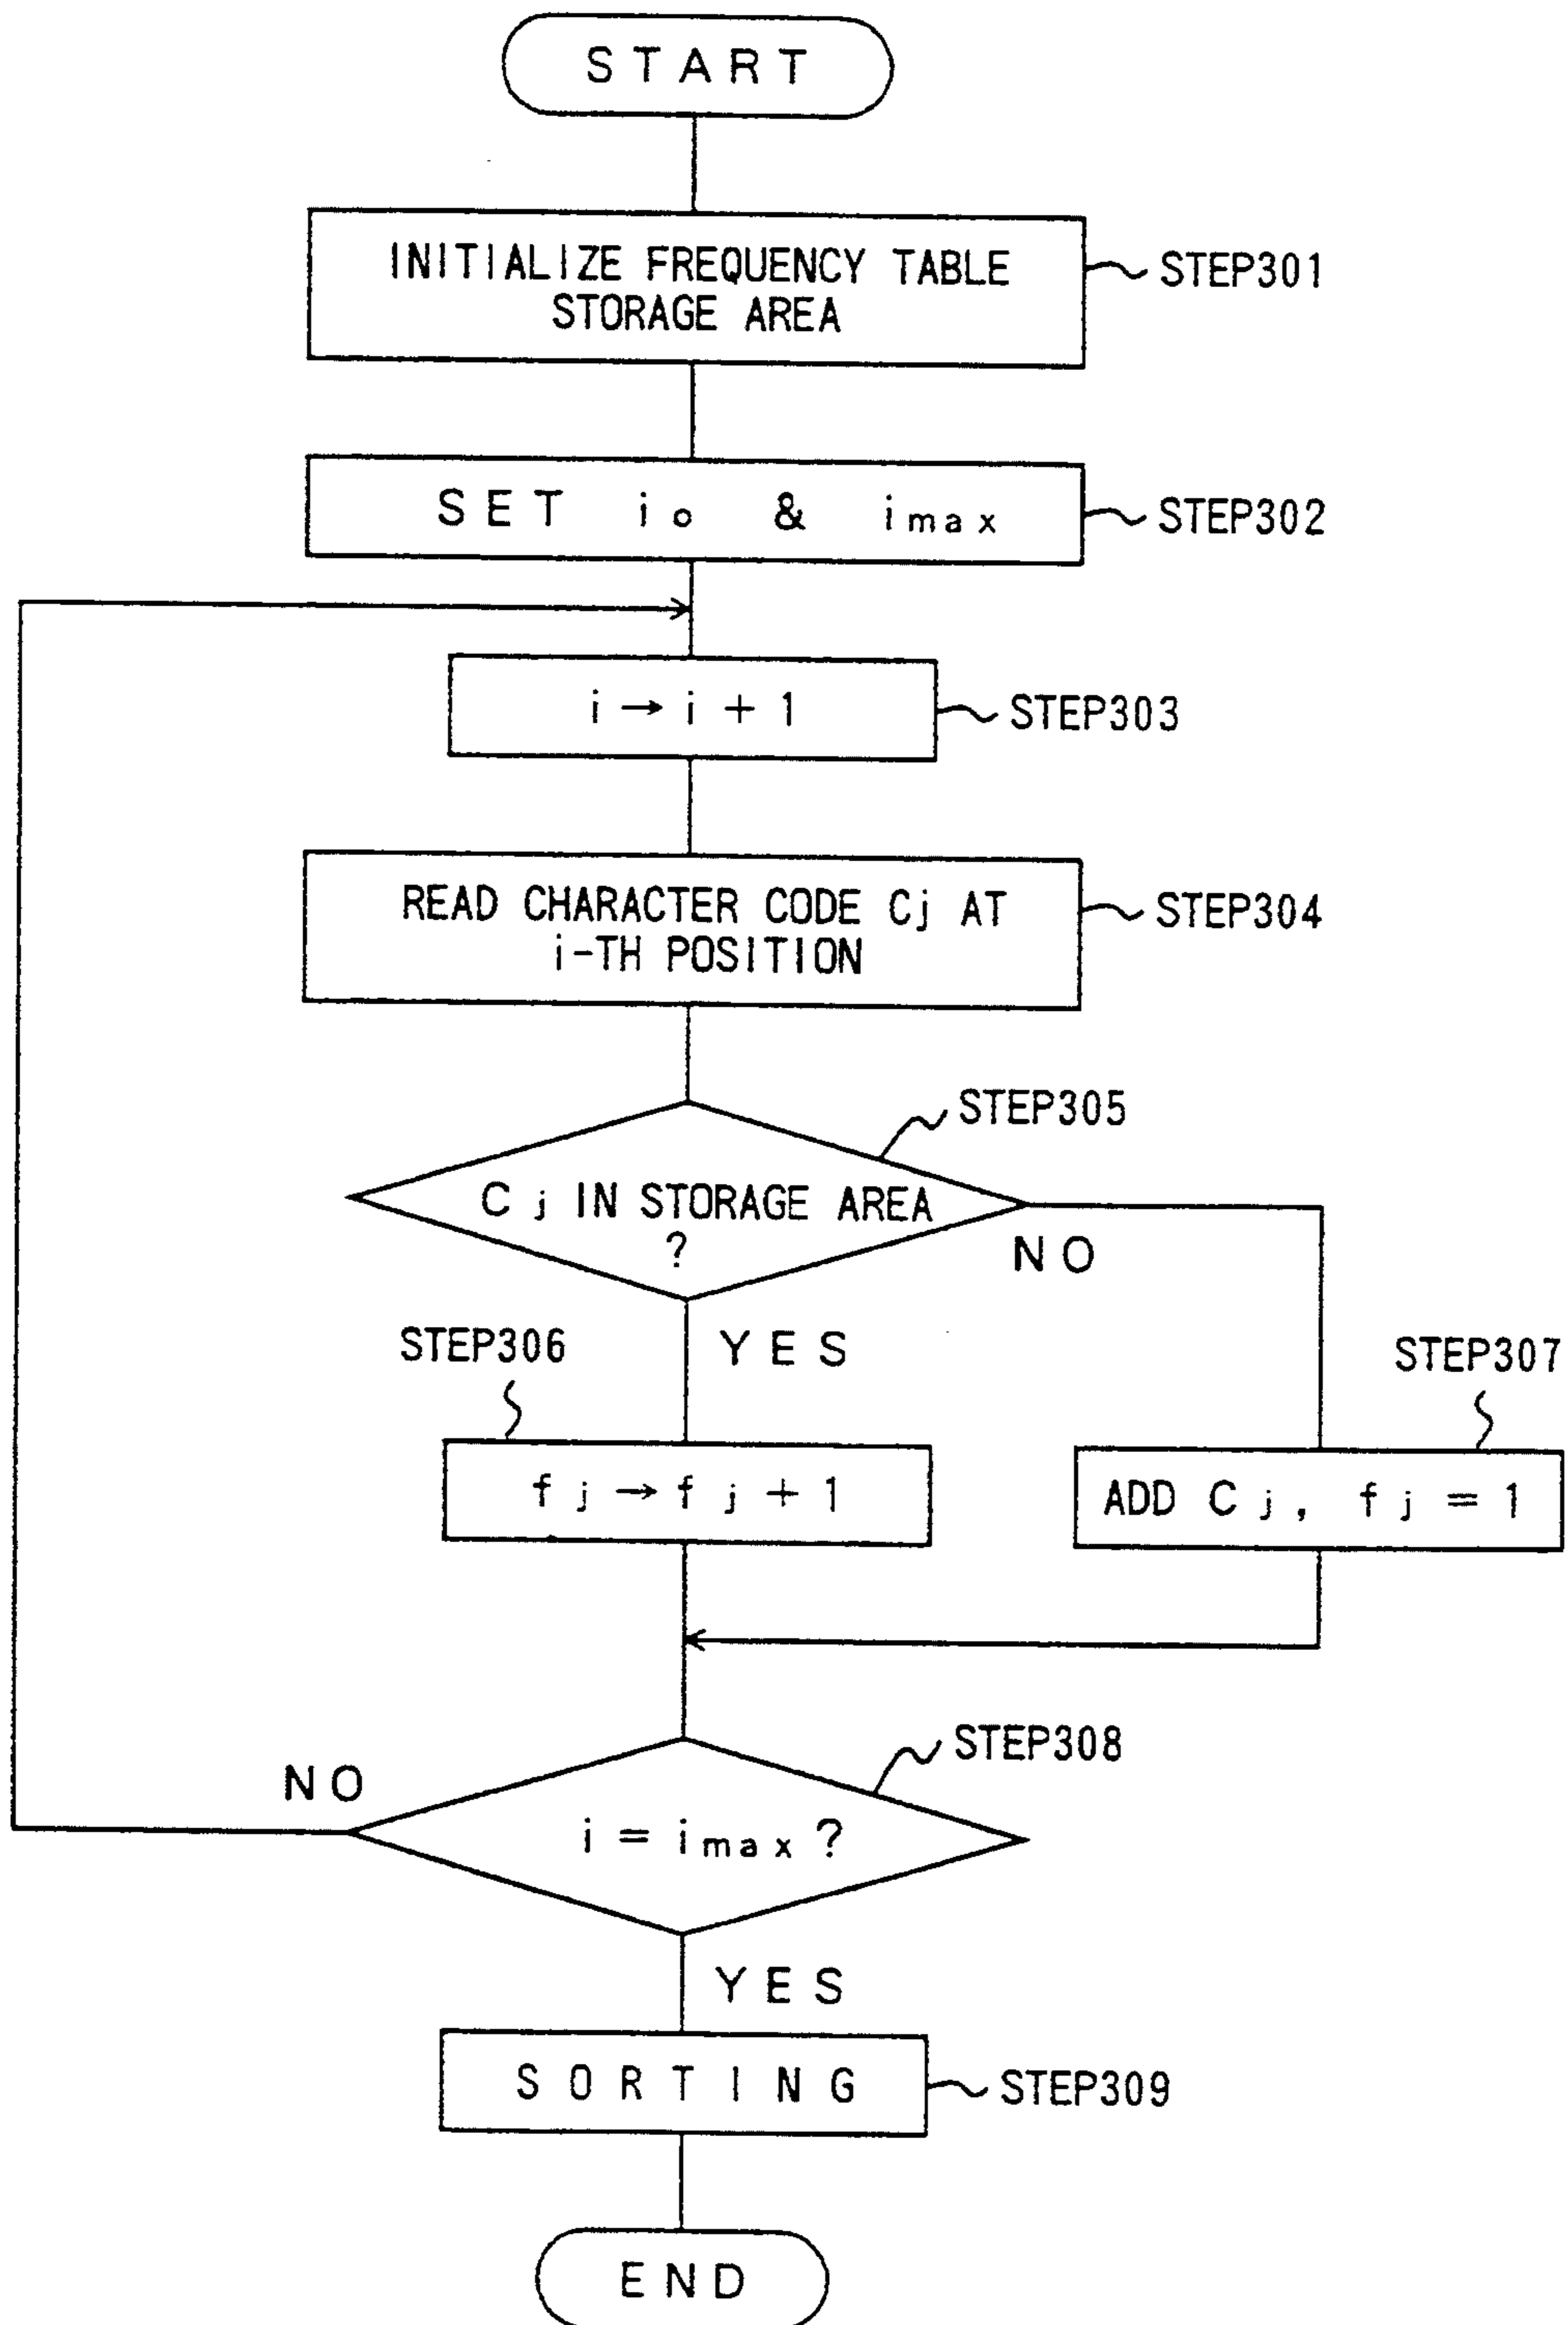 START
INITIALIZE FREQUENCY TABLE
STORAGE AREA
STEP301
SET i₀ & iₘₐₓ
STEP302
i → i + 1
STEP303
READ CHARACTER CODE Cj AT
i-TH POSITION
STEP304
STEP305
Cj IN STORAGE AREA
?
NO
YES
STEP306
fj → fj + 1
STEP307
ADD Cj, fj = 1
STEP308
NO
i = iₘₐₓ ?
YES
SORTING
STEP309
END